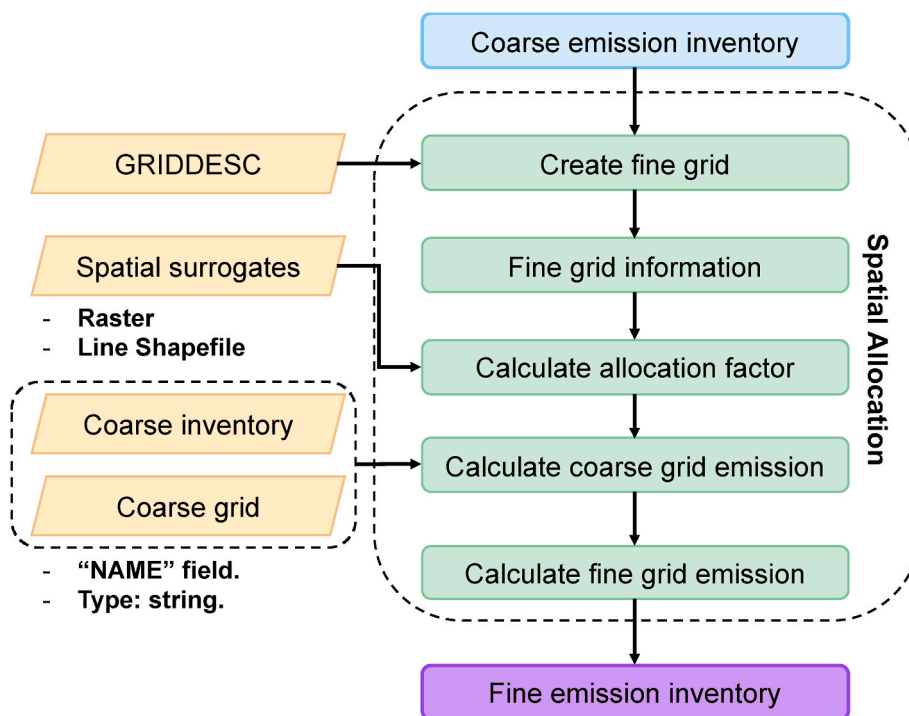 Coarse emission inventory
GRIDDESC
Create fine grid
Spatial surrogates
Fine grid information
- Raster
- Line Shapefile
Calculate allocation factor
Coarse inventory
Calculate coarse grid emission
Coarse grid
- “NAME” field.
- Type: string.
Calculate fine grid emission
Spatial Allocation
Fine emission inventory